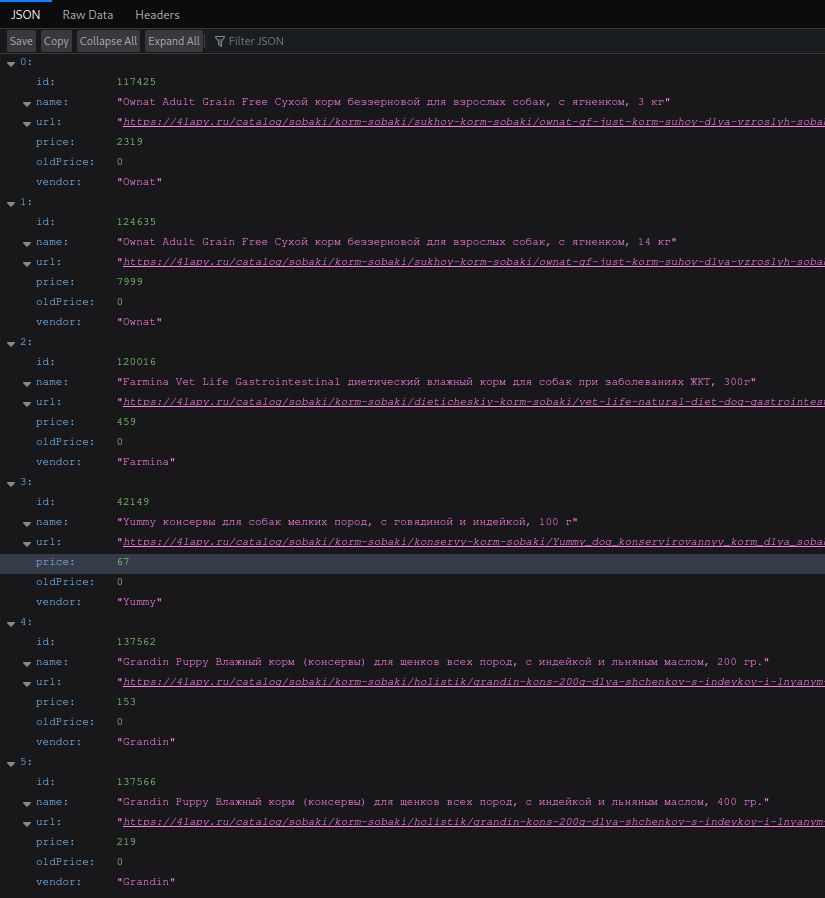 JSON Raw Data Headers
Save Copy Collapse All Expand All Filter JSON
0:
id: 117425
name: "Ownat Adult Grain Free Сухой корм беззерновой для взрослых собак, с ягненком, 3 кг"
url: "https://4lapy.ru/catalog/sobaki/korm-sobaki/sukhoy-korm-sobaki/ownat-gf-just-korm-suhoy-dlya-vzroslyh-sobak
price: 2319
oldPrice: 0
vendor: "Ownat"
1:
id: 124635
name: "Ownat Adult Grain Free Сухой корм беззерновой для взрослых собак, с ягненком, 14 кг"
url: "https://4lapy.ru/catalog/sobaki/korm-sobaki/sukhoy-korm-sobaki/ownat-gf-just-korm-suhoy-dlya-vzroslyh-sobak
price: 7999
oldPrice: 0
vendor: "Ownat"
2:
id: 120016
name: "Farmina Vet Life Gastrointestinal диетический влажный корм для собак при заболеваниях ЖКТ, 300г"
url: "https://4lapy.ru/catalog/sobaki/korm-sobaki/dieticheskiy-korm-sobaki/vet-life-natural-diet-dog-gastrointes
price: 459
oldPrice: 0
vendor: "Farmina"
3:
id: 42149
name: "Yummy консервы для собак мелких пород, с говядиной и индейкой, 100 г"
url: "https://4lapy.ru/catalog/sobaki/korm-sobaki/konservy-korm-sobaki/Yummy_dog_konservirovannyy_korm_dlya_soba
price: 67
oldPrice: 0
vendor: "Yummy"
4:
id: 137562
name: "Grandin Puppy Влажный корм (консервы) для щенков всех пород, с индейкой и льняным маслом, 200 гр."
url: "https://4lapy.ru/catalog/sobaki/korm-sobaki/holistik/grandin-kons-200g-dlya-shchenkov-s-indeykoy-i-lnyanym-
price: 153
oldPrice: 0
vendor: "Grandin"
5:
id: 137566
name: "Grandin Puppy Влажный корм (консервы) для щенков всех пород, с индейкой и льняным маслом, 400 гр."
url: "https://4lapy.ru/catalog/sobaki/korm-sobaki/holistik/grandin-kons-200g-dlya-shchenkov-s-indeykoy-i-lnyanym-
price: 219
oldPrice: 0
vendor: "Grandin"